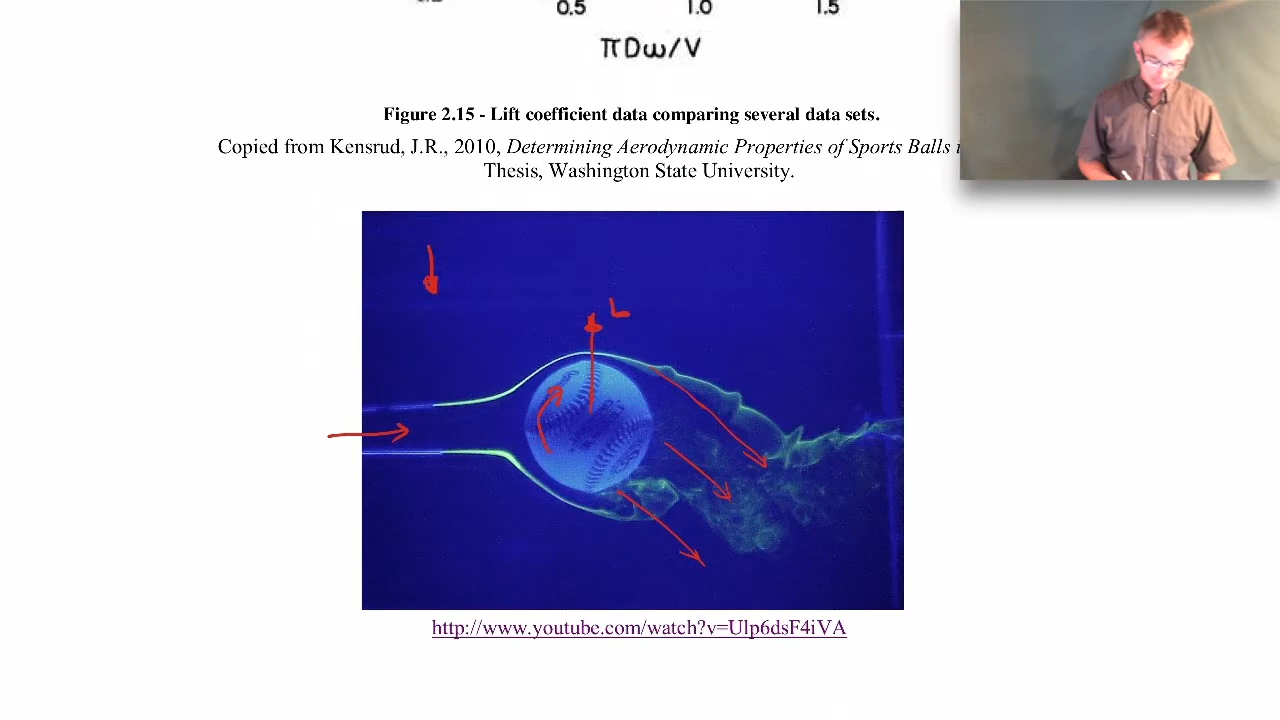 0.5 1.0 1.5
πDω/V
Figure 2.15 - Lift coefficient data comparing several data sets.
Copied from Kensrud, J.R., 2010, Determining Aerodynamic Properties of Sports Balls
Thesis, Washington State University.
L
http://www.youtube.com/watch?v=Ulp6dsF4iVA